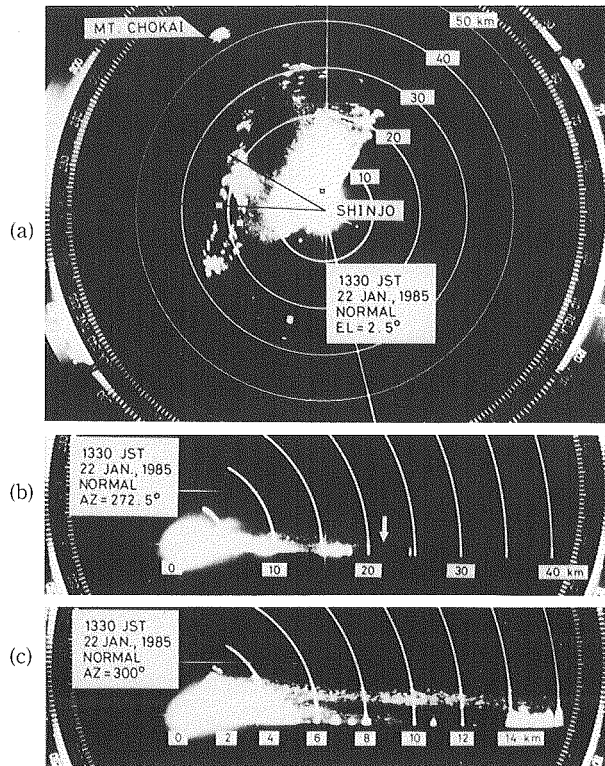 MT. CHOKAI
50 km
40
30
20
10
SHINJO
(a)
1330 JST
22 JAN., 1985
NORMAL
EL = 2.5°
(b)
1330 JST
22 JAN., 1985
NORMAL
AZ = 272.5°
0
10
20
30
40 km
(c)
1330 JST
22 JAN., 1985
NORMAL
AZ = 300°
0
2
4
6
8
10
12
14 km